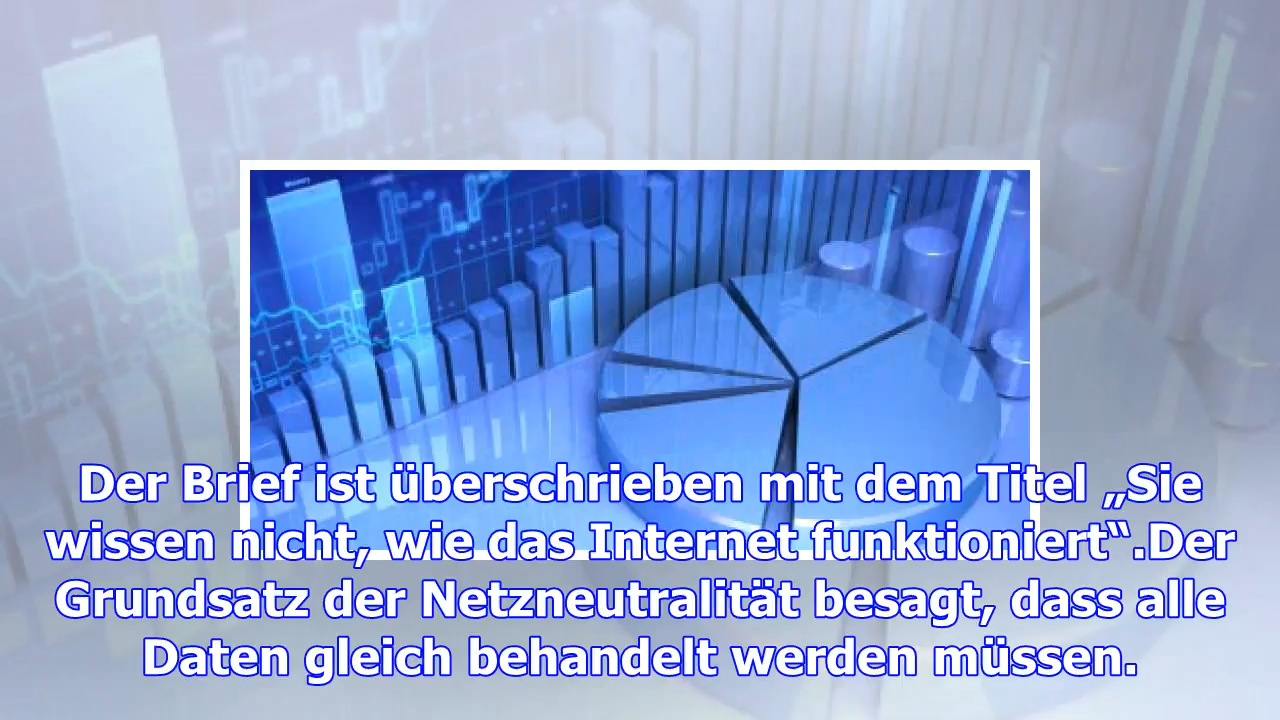 Der Brief ist überschrieben mit dem Titel „Sie
wissen nicht, wie das Internet funktioniert“.Der
Grundsatz der Netzneutralität besagt, dass alle
Daten gleich behandelt werden müssen.